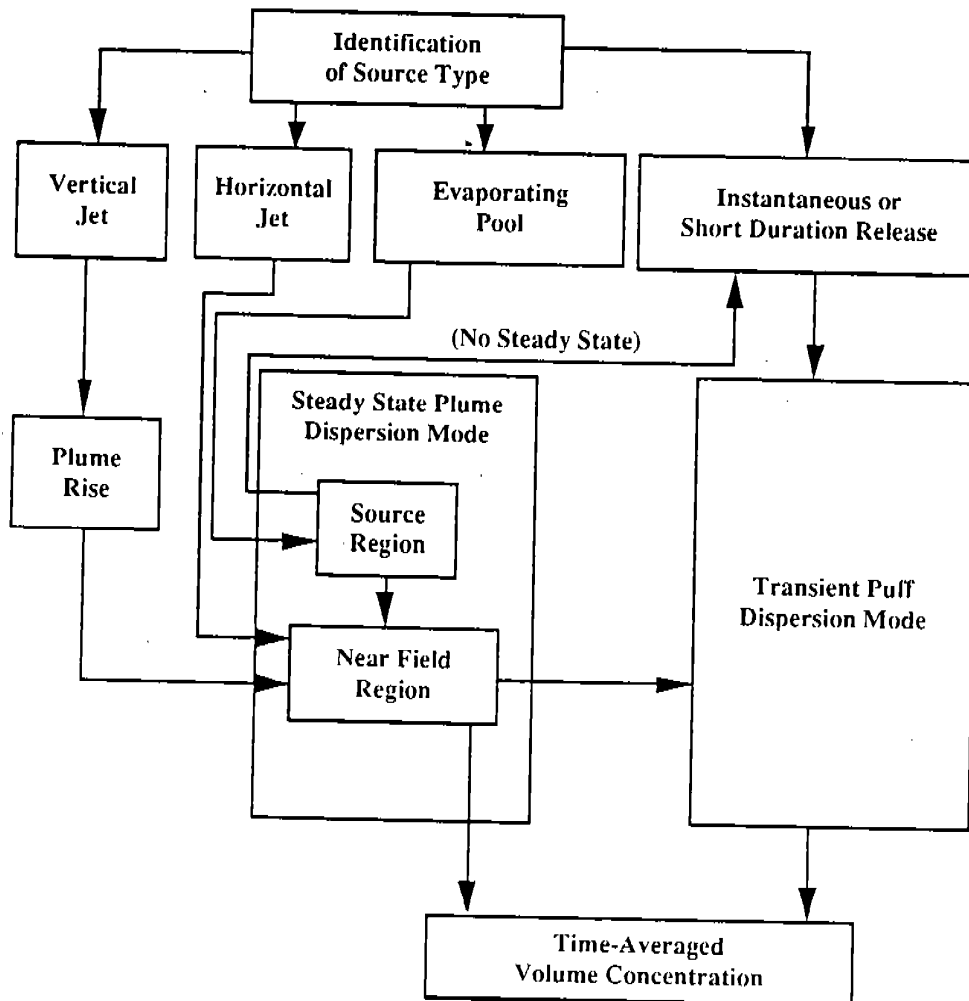 Identification
of Source Type
Vertical
Jet
Horizontal
Jet
Evaporating
Pool
Instantaneous or
Short Duration Release
(No Steady State)
Steady State Plume
Dispersion Mode
Plume
Rise
Source
Region
Transient Puff
Dispersion Mode
Near Field
Region
Time-Averaged
Volume Concentration